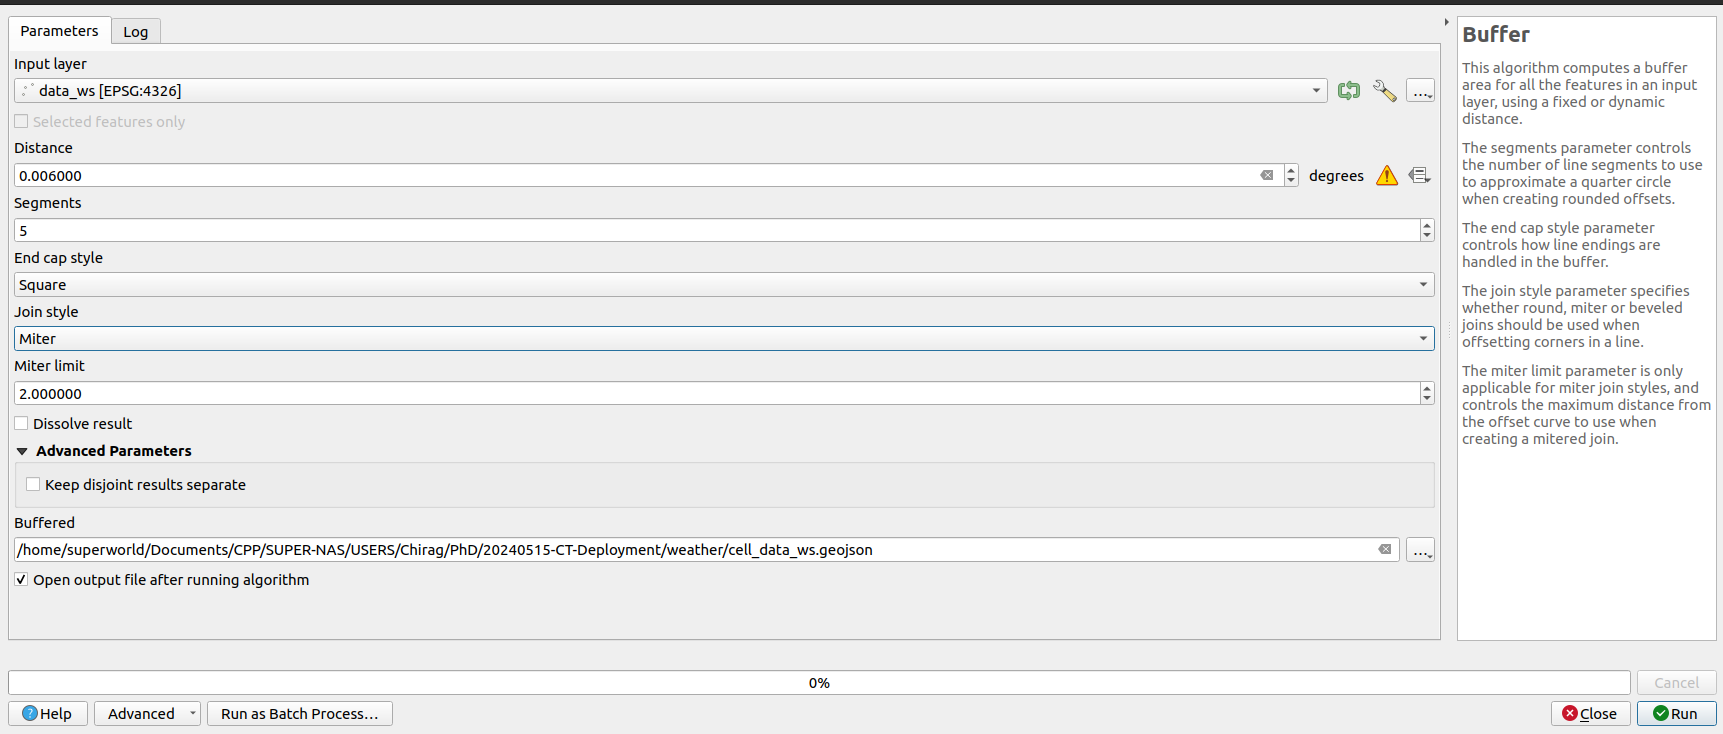 Parameters
Log
Input layer
data_ws [EPSG:4326]
...
Selected features only
Distance
0.006000
degrees
Segments
5
End cap style
Square
Join style
Miter
Miter limit
2.000000
Dissolve result
Advanced Parameters
Keep disjoint results separate
Buffered
/home/superworld/Documents/CPP/SUPER-NAS/USERS/Chirag/PhD/20240515-CT-Deployment/weather/cell_data_ws.geojson
...
Open output file after running algorithm
Buffer
This algorithm computes a buffer
area for all the features in an input
layer, using a fixed or dynamic
distance.
The segments parameter controls
the number of line segments to use
to approximate a quarter circle
when creating rounded offsets.
The end cap style parameter
controls how line endings are
handled in the buffer.
The join style parameter specifies
whether round, miter or beveled
joins should be used when
offsetting corners in a line.
The miter limit parameter is only
applicable for miter join styles, and
controls the maximum distance from
the offset curve to use when
creating a mitered join.
0%
Cancel
Help
Advanced
Run as Batch Process...
Close
Run